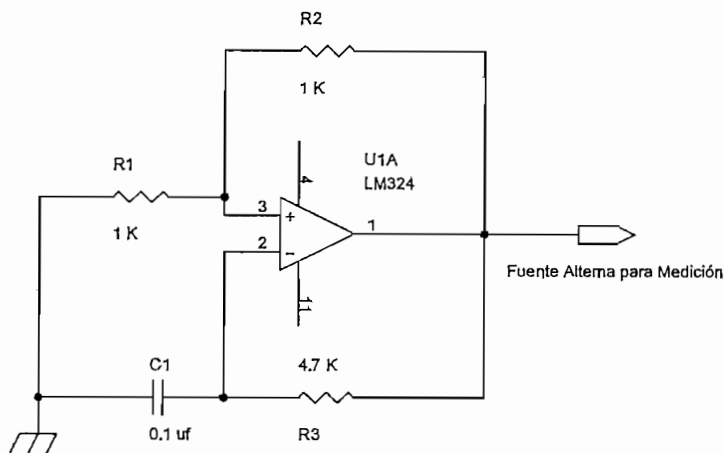 R2
1 K
4
U1A
LM324
R1
1 K
3
+
1
2
-
Fuente Alterna para Medición
11
C1
4.7 K
0.1 uf
R3